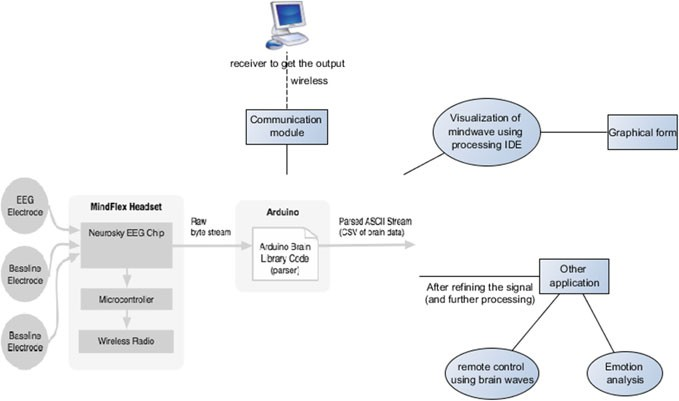 receiver to get the output
wireless
Communication
module
Visualization of
mindwave using
processing IDE
Graphical form
EEG
Electrode
Baseline
Electrode
Baseline
Electrode
MindFlex Headset
Neurosky EEG Chip
Microcontroller
Wireless Radio
Raw
byte stream
Arduino
Arduino Brain
Library Code
(parser)
Parsed ASCII Stream
(CSV of brain data)
After refining the signal
(and further processing)
Other
application
remote control
using brain waves
Emotion
analysis